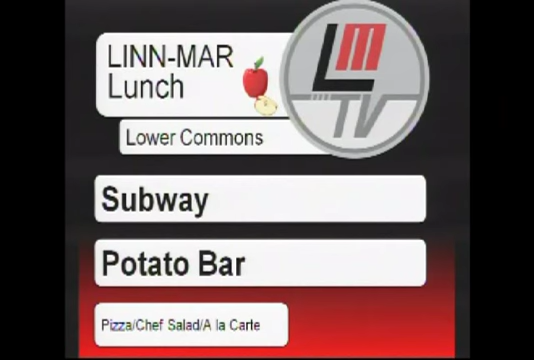 LINN-MAR
Lunch
LM
TV
Lower Commons
Subway
Potato Bar
Pizza/Chef Salad/A la Carte